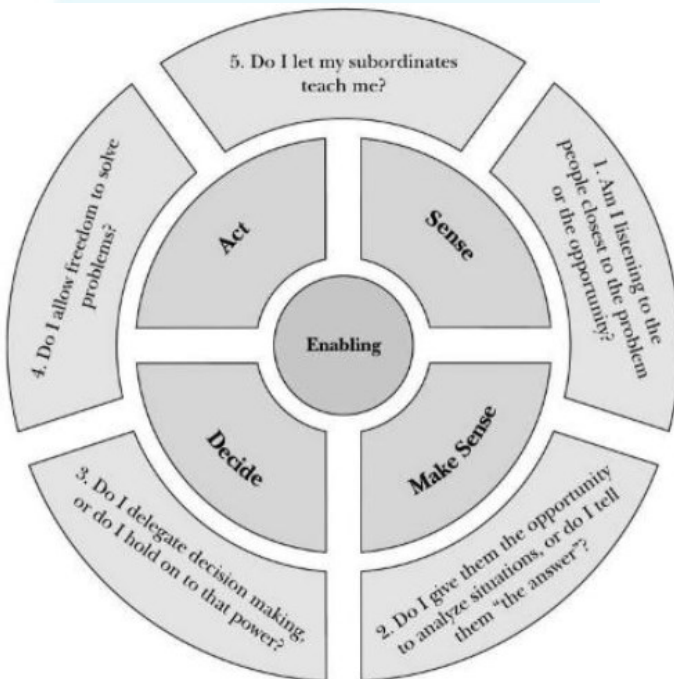 5. Do I let my subordinates
teach me?
1. Am I listening to the
people closest to the problem
or the opportunity?
2. Do I give them the opportunity
to analyze situations, or do I tell
them “the answer”?
3. Do I delegate decision making,
or do I hold on to that power?
4. Do I allow freedom to solve
problems?
Act
Sense
Enabling
Decide
Make Sense